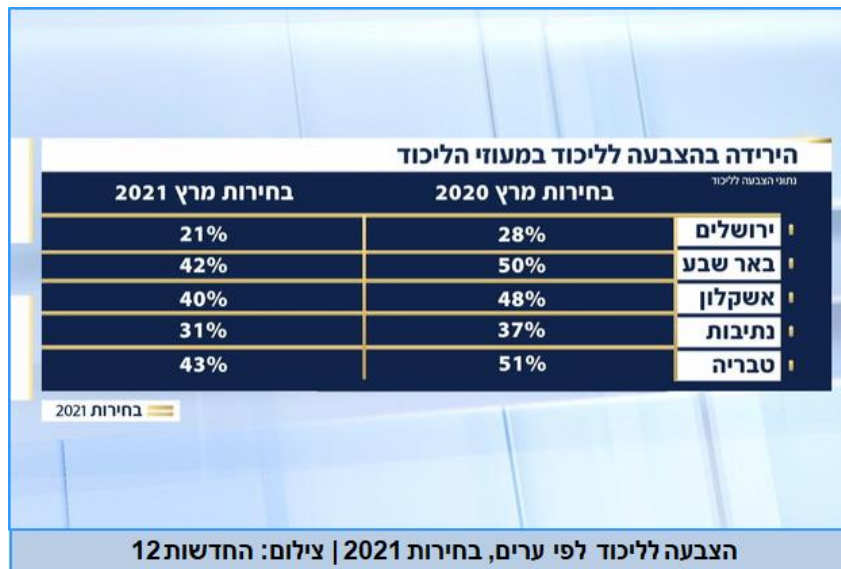 הירידה בהצבעה לליכוד במעוזי הליכוד
נתוני הצבעה לליכוד
בחירות מרץ 2020 בחירות מרץ 2021
ירושלים 28% 21%
באר שבע 50% 42%
אשקלון 48% 40%
נתיבות 37% 31%
טבריה 51% 43%
בחירות 2021
הצבעה לליכוד לפי ערים, בחירות 2021 | צילום: החדשות 12